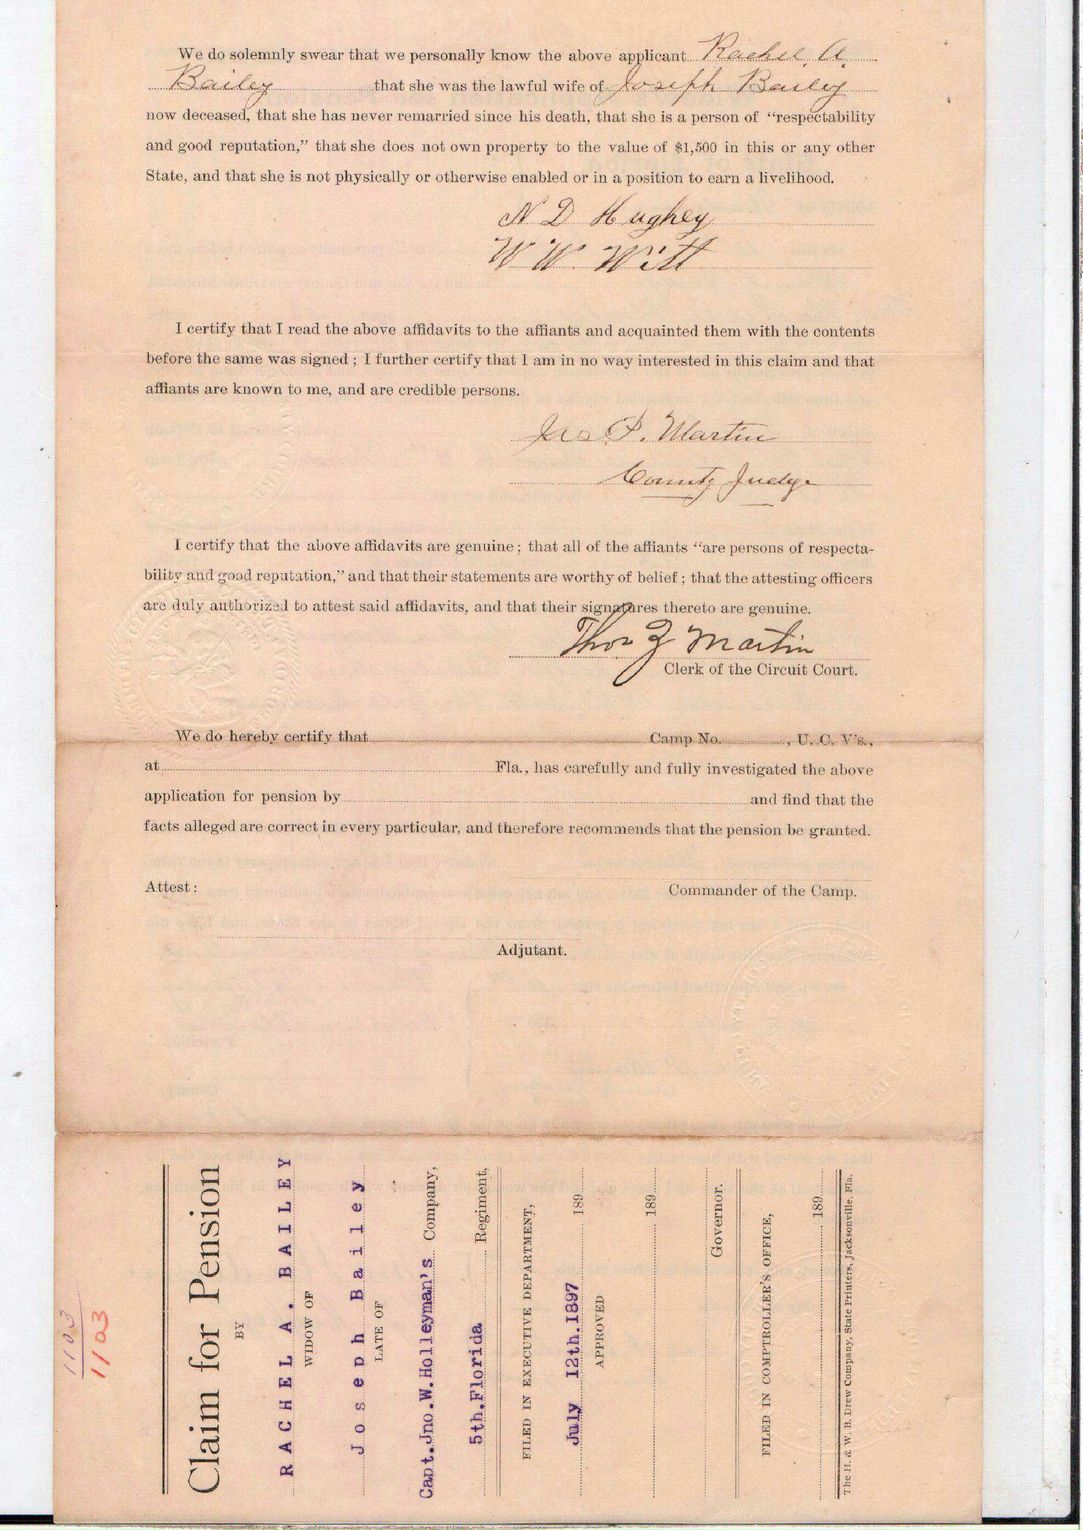 We do solemnly swear that we personally know the above applicant Rachel A.
Bailey that she was the lawful wife of Joseph Bailey
now deceased, that she has never remarried since his death, that she is a person of "respectability
and good reputation," that she does not own property to the value of $1,500 in this or any other
State, and that she is not physically or otherwise enabled or in a position to earn a livelihood.
N D Hughey
W W. Witt
I certify that I read the above affidavits to the affiants and acquainted them with the contents
before the same was signed; I further certify that I am in no way interested in this claim and that
affiants are known to me, and are credible persons.
Jas P. Martin
County Judge
I certify that the above affidavits are genuine; that all of the affiants "are persons of respecta-
bility and good reputation," and that their statements are worthy of belief; that the attesting officers
are duly authorized to attest said affidavits, and that their signatures thereto are genuine.
Thos Z Martin
Clerk of the Circuit Court.
We do hereby certify that Camp No. , U. C. V's.,
at Fla., has carefully and fully investigated the above
application for pension by and find that the
facts alleged are correct in every particular, and therefore recommends that the pension be granted.
Attest: Commander of the Camp.
Adjutant.
1103
1103
Claim for Pension
BY
RACHEL A. BAILEY
WIDOW OF
Joseph Bailey
LATE OF
Capt.Jno.W.Holleyman's Company,
5th.Florida Regiment,
FILED IN EXECUTIVE DEPARTMENT,
July 12th.1897 189
APPROVED
189
Governor.
FILED IN COMPTROLLER'S OFFICE,
189
The H. & W. B. Drew Company, State Printers, Jacksonville, Fla.